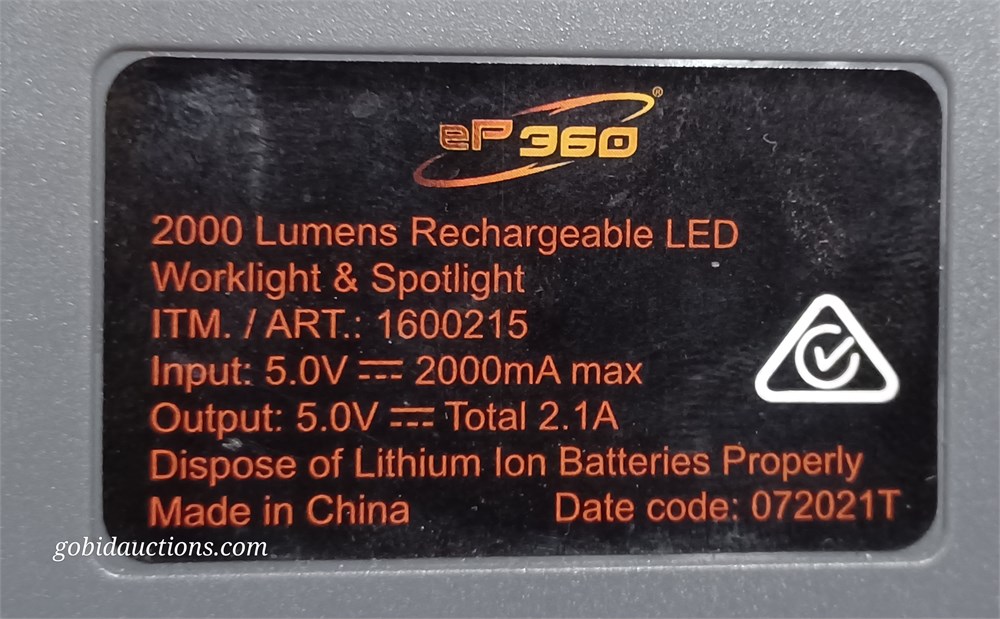 eP360®
2000 Lumens Rechargeable LED
Worklight & Spotlight
ITM. / ART.: 1600215
Input: 5.0V ⎓ 2000mA max
Output: 5.0V ⎓ Total 2.1A
Dispose of Lithium Ion Batteries Properly
Made in China Date code: 072021T
gobidauctions.com